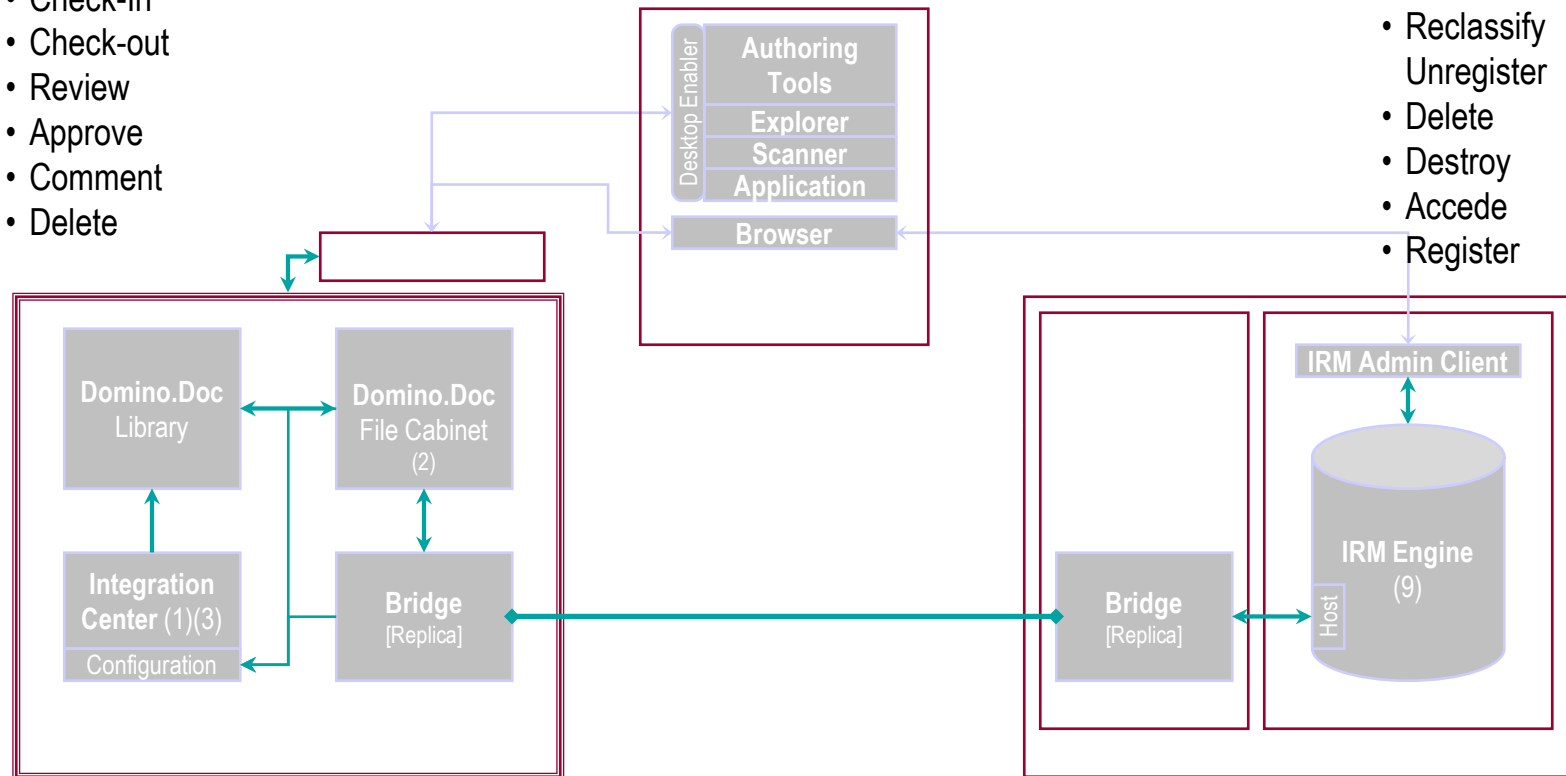 • Check-in
• Check-out
• Review
• Approve
• Comment
• Delete
Desktop Enabler
Authoring
Tools
Explorer
Scanner
Application
Browser
• Reclassify
Unregister
• Delete
• Destroy
• Accede
• Register
Domino.Doc
Library
Domino.Doc
File Cabinet
(2)
Integration
Center (1)(3)
Configuration
Bridge
[Replica]
Bridge
[Replica]
IRM Admin Client
IRM Engine
(9)
Host